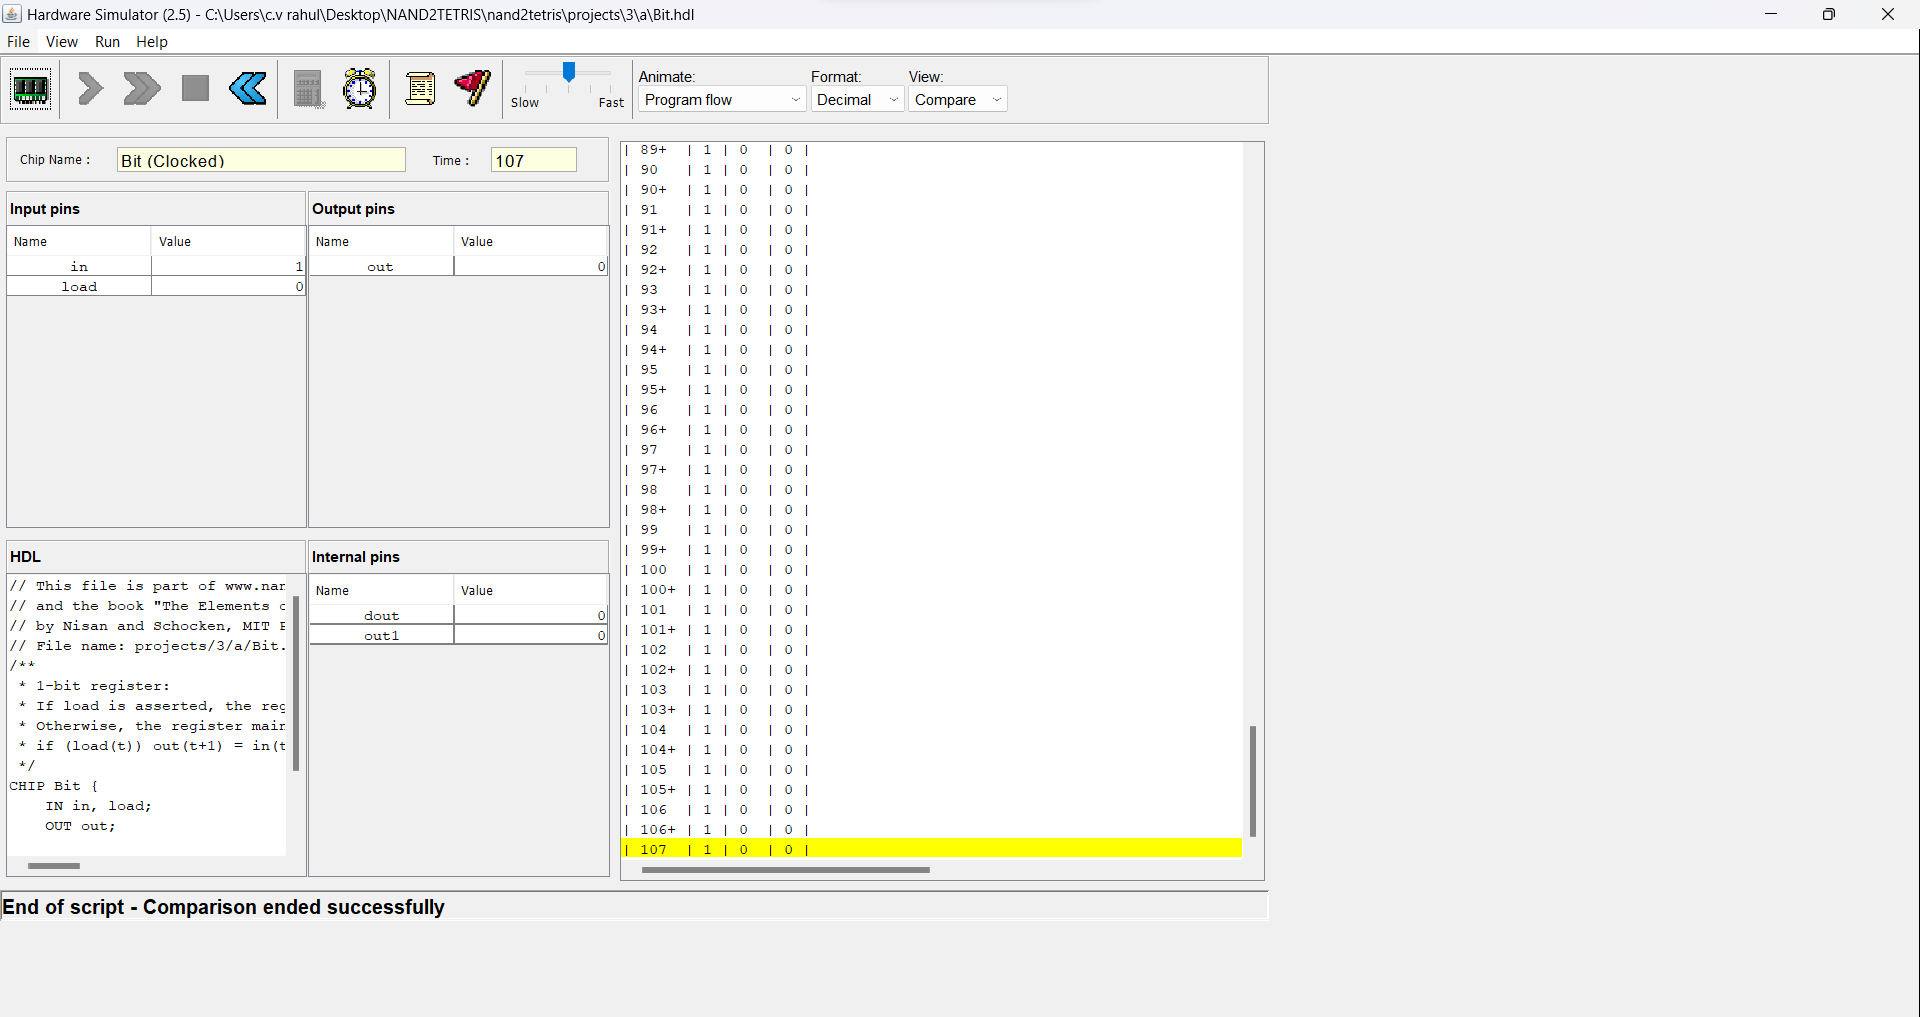 Hardware Simulator (2.5) - C:\Users\c.v rahul\Desktop\NAND2TETRIS\nand2tetris\projects\3\a\Bit.hdl
File View Run Help
Animate: Format: View:
Slow Fast Program flow Decimal Compare
Chip Name : Bit (Clocked) Time : 107
Input pins
Name Value
in 1
load 0
Output pins
Name Value
out 0
HDL
// This file is part of www.nan
// and the book "The Elements o
// by Nisan and Schocken, MIT P
// File name: projects/3/a/Bit.
/**
* 1-bit register:
* If load is asserted, the reg
* Otherwise, the register main
* if (load(t)) out(t+1) = in(t
*/
CHIP Bit {
IN in, load;
OUT out;
Internal pins
Name Value
dout 0
out1 0
| 89+ | 1 | 0 | 0 |
| 90 | 1 | 0 | 0 |
| 90+ | 1 | 0 | 0 |
| 91 | 1 | 0 | 0 |
| 91+ | 1 | 0 | 0 |
| 92 | 1 | 0 | 0 |
| 92+ | 1 | 0 | 0 |
| 93 | 1 | 0 | 0 |
| 93+ | 1 | 0 | 0 |
| 94 | 1 | 0 | 0 |
| 94+ | 1 | 0 | 0 |
| 95 | 1 | 0 | 0 |
| 95+ | 1 | 0 | 0 |
| 96 | 1 | 0 | 0 |
| 96+ | 1 | 0 | 0 |
| 97 | 1 | 0 | 0 |
| 97+ | 1 | 0 | 0 |
| 98 | 1 | 0 | 0 |
| 98+ | 1 | 0 | 0 |
| 99 | 1 | 0 | 0 |
| 99+ | 1 | 0 | 0 |
| 100 | 1 | 0 | 0 |
| 100+ | 1 | 0 | 0 |
| 101 | 1 | 0 | 0 |
| 101+ | 1 | 0 | 0 |
| 102 | 1 | 0 | 0 |
| 102+ | 1 | 0 | 0 |
| 103 | 1 | 0 | 0 |
| 103+ | 1 | 0 | 0 |
| 104 | 1 | 0 | 0 |
| 104+ | 1 | 0 | 0 |
| 105 | 1 | 0 | 0 |
| 105+ | 1 | 0 | 0 |
| 106 | 1 | 0 | 0 |
| 106+ | 1 | 0 | 0 |
| 107 | 1 | 0 | 0 |
End of script - Comparison ended successfully